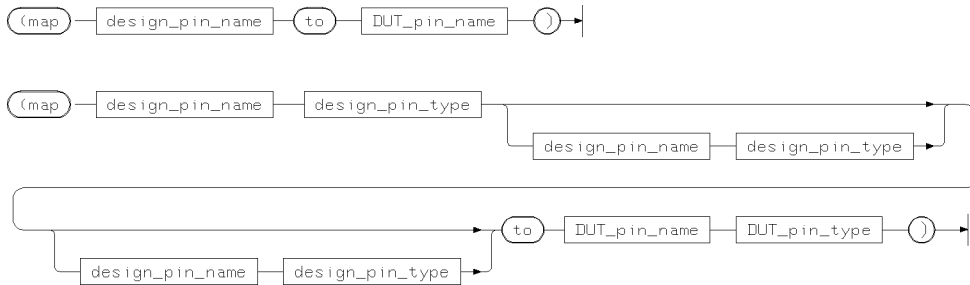 (map design_pin_name to DUT_pin_name )
(map design_pin_name design_pin_type
design_pin_name design_pin_type
to DUT_pin_name DUT_pin_type )
design_pin_name design_pin_type